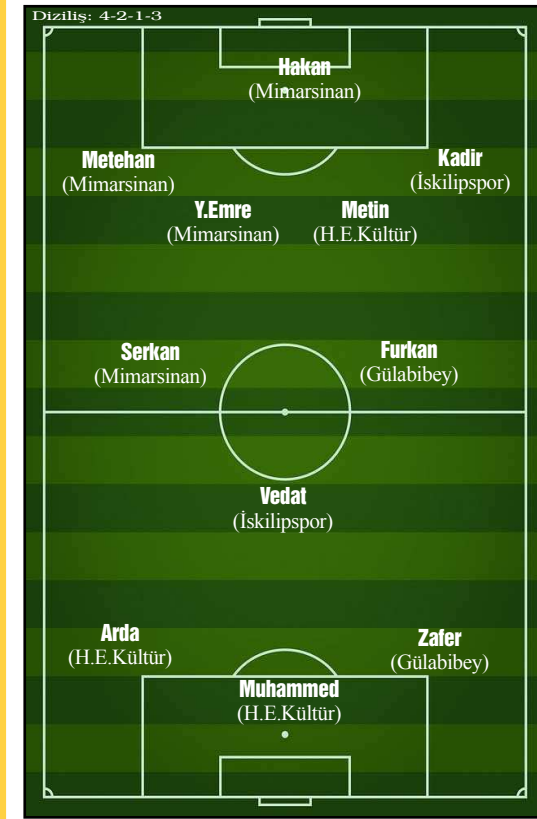 Diziliş: 4-2-1-3
Hakan
(Mimarsinan)
Metehan
(Mimarsinan)
Kadir
(İskilipspor)
Y.Emre
(Mimarsinan)
Metin
(H.E.Kültür)
Serkan
(Mimarsinan)
Furkan
(Gülabibey)
Vedat
(İskilipspor)
Arda
(H.E.Kültür)
Zafer
(Gülabibey)
Muhammed
(H.E.Kültür)